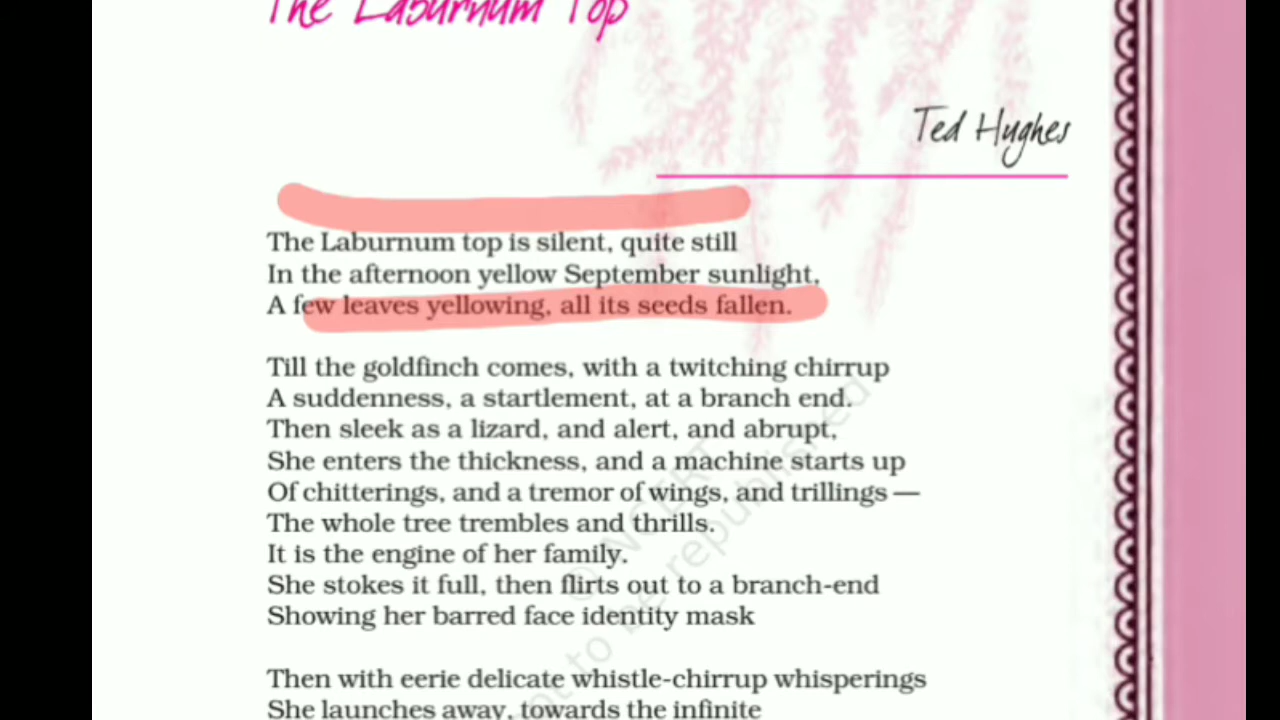 The Laburnum Top
Ted Hughes
The Laburnum top is silent, quite still
In the afternoon yellow September sunlight,
A few leaves yellowing, all its seeds fallen.
Till the goldfinch comes, with a twitching chirrup
A suddenness, a startlement, at a branch end.
Then sleek as a lizard, and alert, and abrupt,
She enters the thickness, and a machine starts up
Of chitterings, and a tremor of wings, and trillings —
The whole tree trembles and thrills.
It is the engine of her family.
She stokes it full, then flirts out to a branch-end
Showing her barred face identity mask
Then with eerie delicate whistle-chirrup whisperings
She launches away, towards the infinite
© NCERT
not to be republished